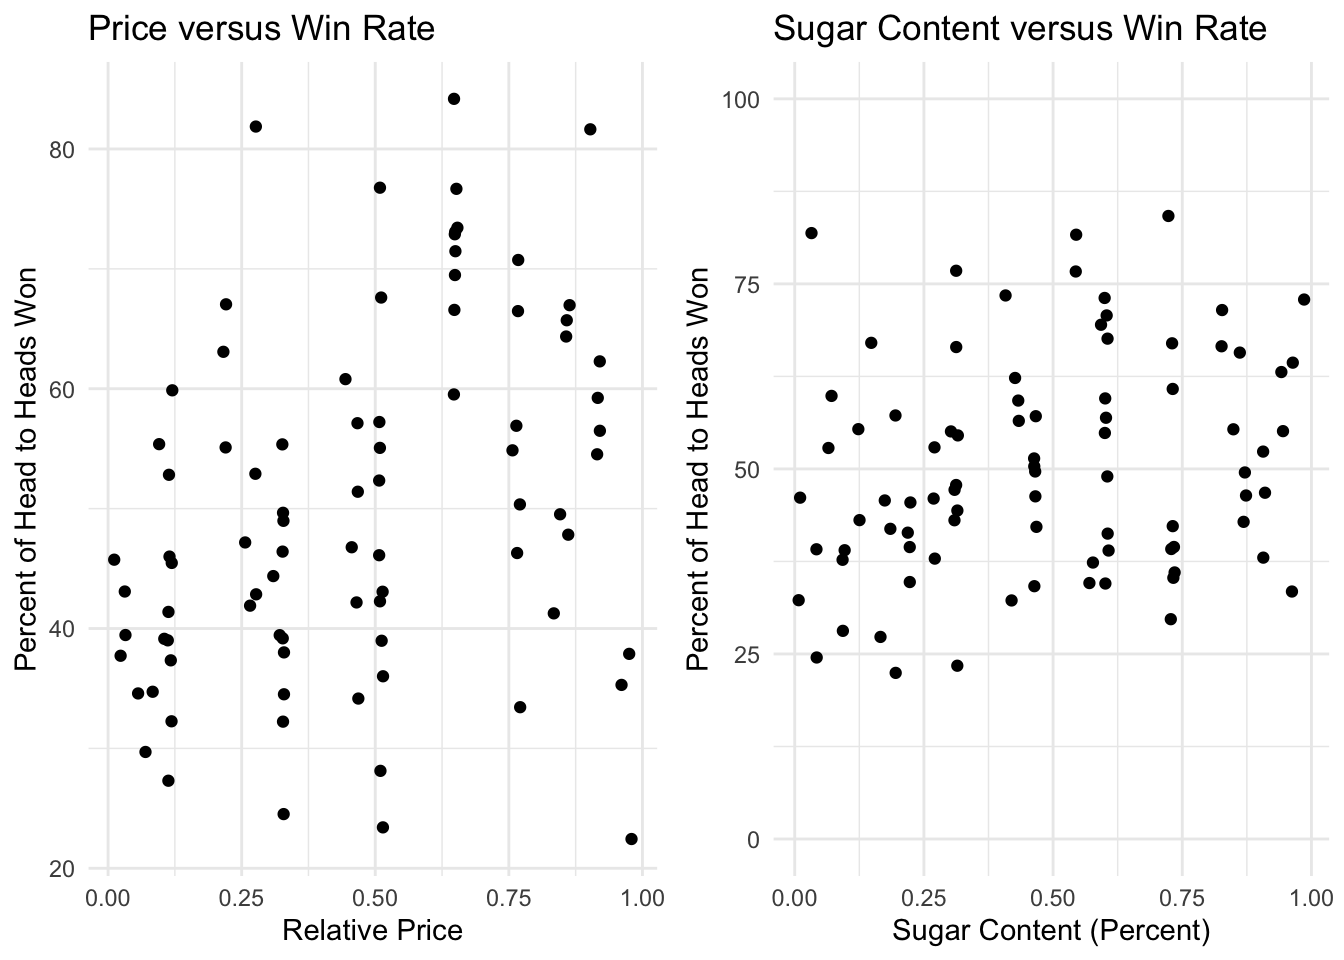 Price versus Win Rate
Percent of Head to Heads Won
80
60
40
20
0.00 0.25 0.50 0.75 1.00
Relative Price
Sugar Content versus Win Rate
Percent of Head to Heads Won
100
75
50
25
0
0.00 0.25 0.50 0.75 1.00
Sugar Content (Percent)